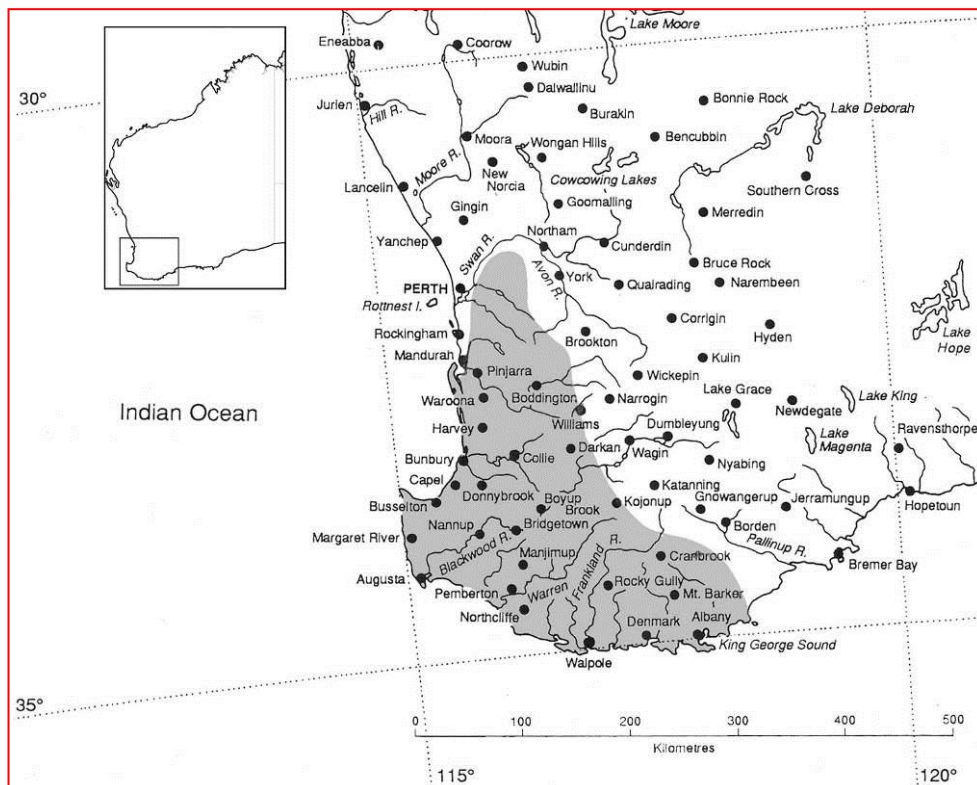 Lake Moore
Eneabba
Coorow
Wubin
Dalwallinu
30°
Jurien
Hill R.
Burakin
Bonnie Rock
Lake Deborah
Moora
Bencubbin
Moore R.
Wongan Hills
New
Norcia
Cowcowing Lakes
Lancelin
Southern Cross
Gingin
Goomalling
Merredin
Yanchep
Swan R.
Northam
Cunderdin
Avon R.
York
Bruce Rock
PERTH
Quairading
Narembeen
Rottnest I.
Corrigin
Hyden
Lake
Hope
Rockingham
Brookton
Mandurah
Kulin
Pinjarra
Wickepin
Lake Grace
Lake King
Boddington
Waroona
Narrogin
Newdegate
Indian Ocean
Williams
Dumbleyung
Ravensthorpe
Harvey
Lake
Magenta
Darkan
Wagin
Bunbury
Collie
Nyabing
Capel
Donnybrook
Katanning
Boyup
Brook
Kojonup
Gnowangerup
Jerramungup
Hopetoun
Busselton
Nannup
Bridgetown
Borden
Margaret River
Blackwood R.
Frankland
R.
Pallinup R.
Manjimup
Cranbrook
Bremer Bay
Augusta
Pemberton
Warren
Rocky Gully
Mt. Barker
Northcliffe
Denmark
Albany
King George Sound
Walpole
35°
0 100 200 300 400 500
Kilometres
115°
120°